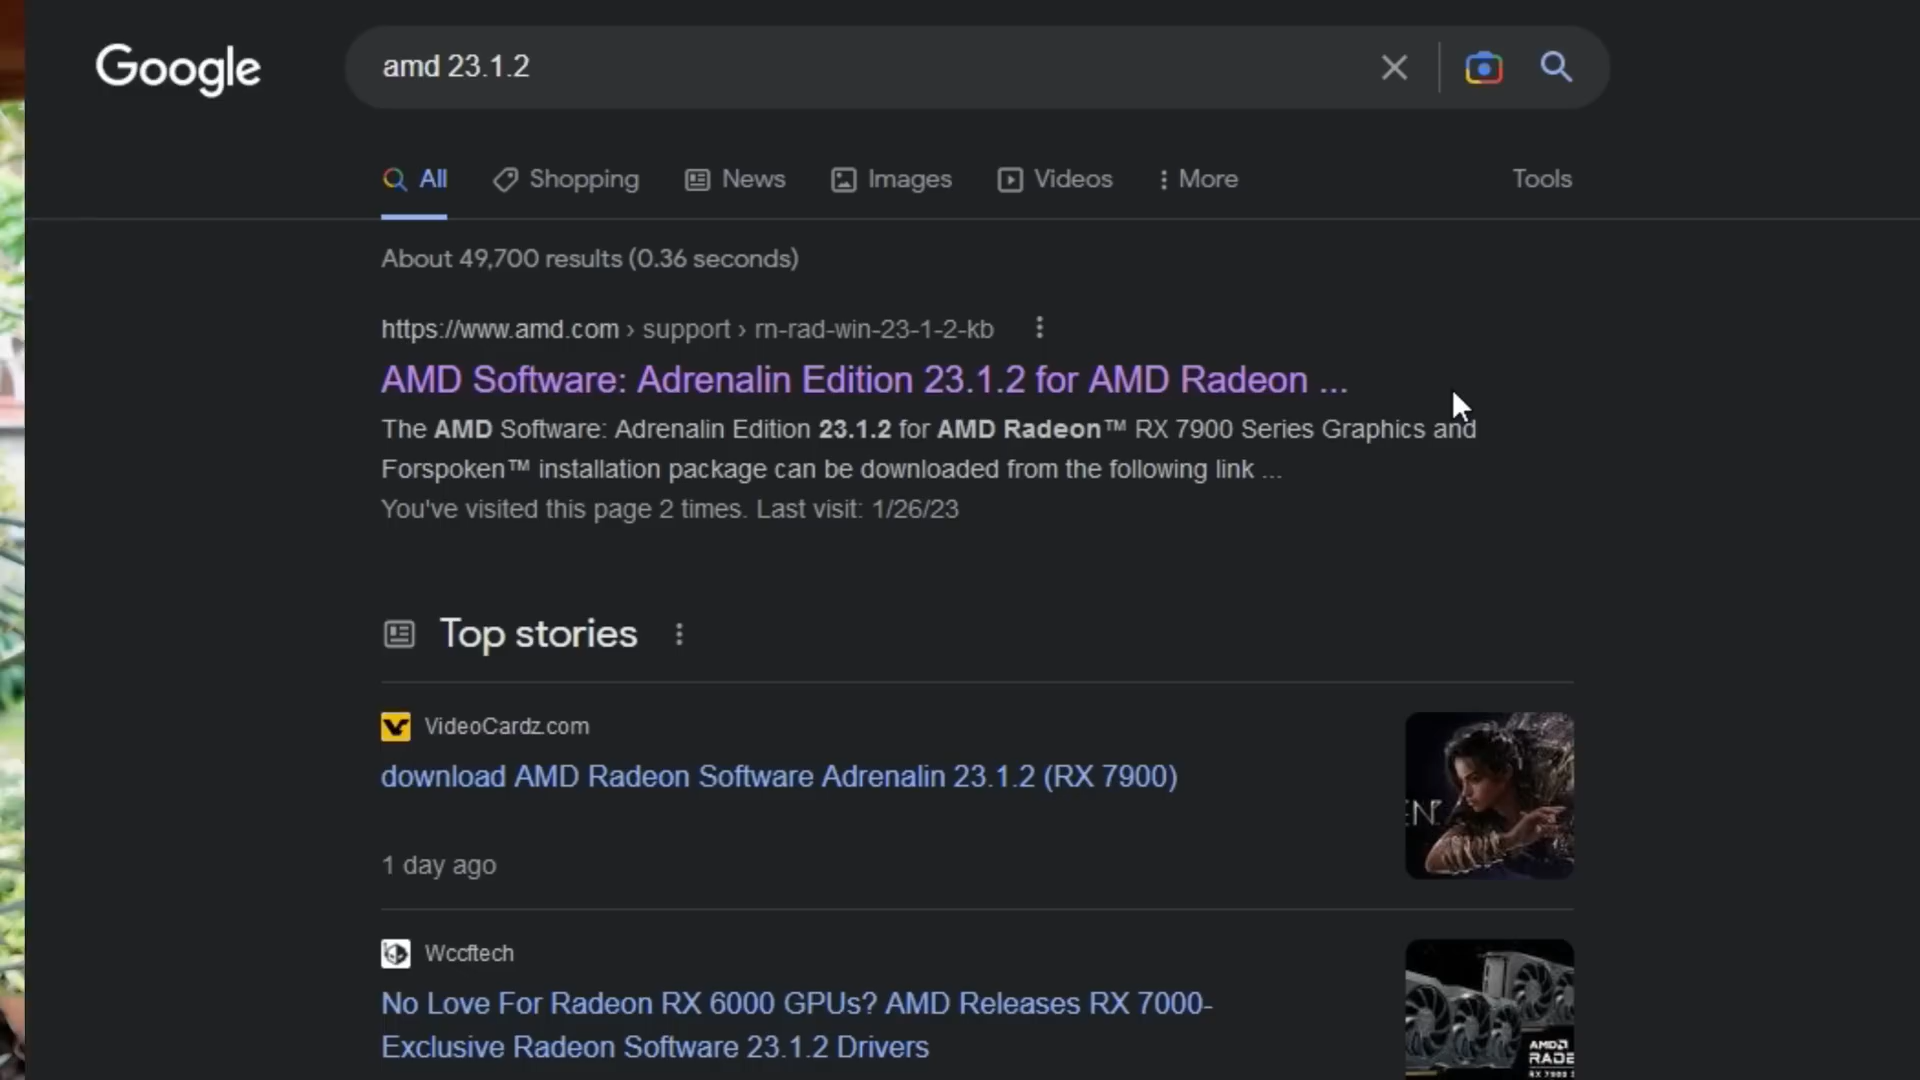 Google
amd 23.1.2
All Shopping News Images Videos More Tools
About 49,700 results (0.36 seconds)
https://www.amd.com › support › rn-rad-win-23-1-2-kb
AMD Software: Adrenalin Edition 23.1.2 for AMD Radeon ...
The AMD Software: Adrenalin Edition 23.1.2 for AMD Radeon™ RX 7900 Series Graphics and
Forspoken™ installation package can be downloaded from the following link ...
You've visited this page 2 times. Last visit: 1/26/23
Top stories
VideoCardz.com
download AMD Radeon Software Adrenalin 23.1.2 (RX 7900)
EN
1 day ago
Wccftech
No Love For Radeon RX 6000 GPUs? AMD Releases RX 7000-
Exclusive Radeon Software 23.1.2 Drivers
AMD
RADE